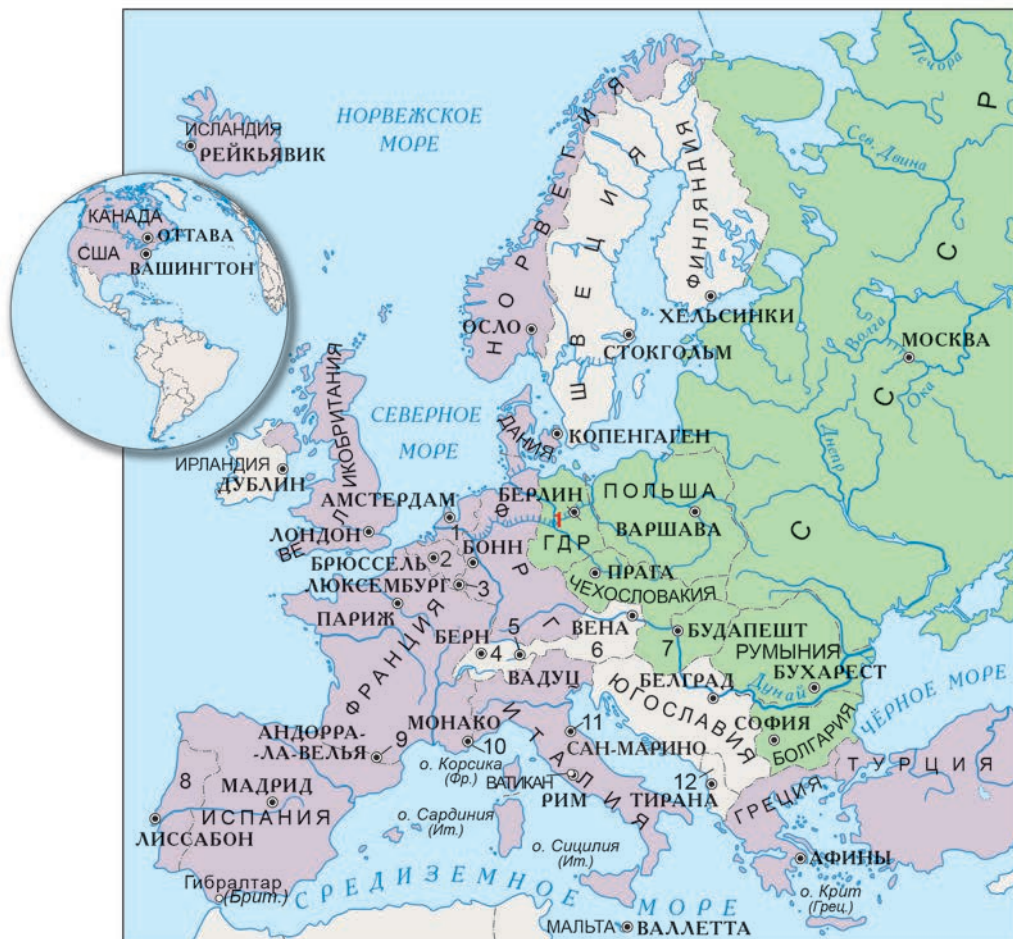 НОРВЕЖСКОЕ
МОРЕ
Печора
Сев. Двина
ИСЛАНДИЯ
РЕЙКЬЯВИК
КАНАДА
ОТТАВА
США
ВАШИНГТОН
НОРВЕГИЯ
ШВЕЦИЯ
ФИНЛЯНДИЯ
СССР
ОСЛО
ХЕЛЬСИНКИ
СТОКГОЛЬМ
Волга
МОСКВА
Ока
Днепр
СЕВЕРНОЕ
МОРЕ
ДАНИЯ
КОПЕНГАГЕН
ВЕЛИКОБРИТАНИЯ
ИРЛАНДИЯ
ДУБЛИН
ЛОНДОН
АМСТЕРДАМ
1
ФРГ
БЕРЛИН
1
ГДР
ПОЛЬША
ВАРШАВА
БОНН
БРЮССЕЛЬ
2
ЛЮКСЕМБУРГ
3
ПРАГА
ЧЕХОСЛОВАКИЯ
ПАРИЖ
ФРАНЦИЯ
БЕРН
4
5
ВАДУЦ
ВЕНА
6
7
БУДАПЕШТ
РУМЫНИЯ
БУХАРЕСТ
БЕЛГРАД
Дунай
ЮГОСЛАВИЯ
СОФИЯ
БОЛГАРИЯ
ЧЁРНОЕ МОРЕ
АНДОРРА-
-ЛА-ВЕЛЬЯ
9
МОНАКО
10
о. Корсика
(Фр.)
ИТАЛИЯ
11
САН-МАРИНО
ВАТИКАН
РИМ
12
ТИРАНА
ГРЕЦИЯ
ТУРЦИЯ
АФИНЫ
о. Крит
(Грец.)
8
МАДРИД
ИСПАНИЯ
ЛИССАБОН
Гибралтар
(Брит.)
о. Сардиния
(Ит.)
о. Сицилия
(Ит.)
СРЕДИЗЕМНОЕ МОРЕ
МАЛЬТА
ВАЛЛЕТТА